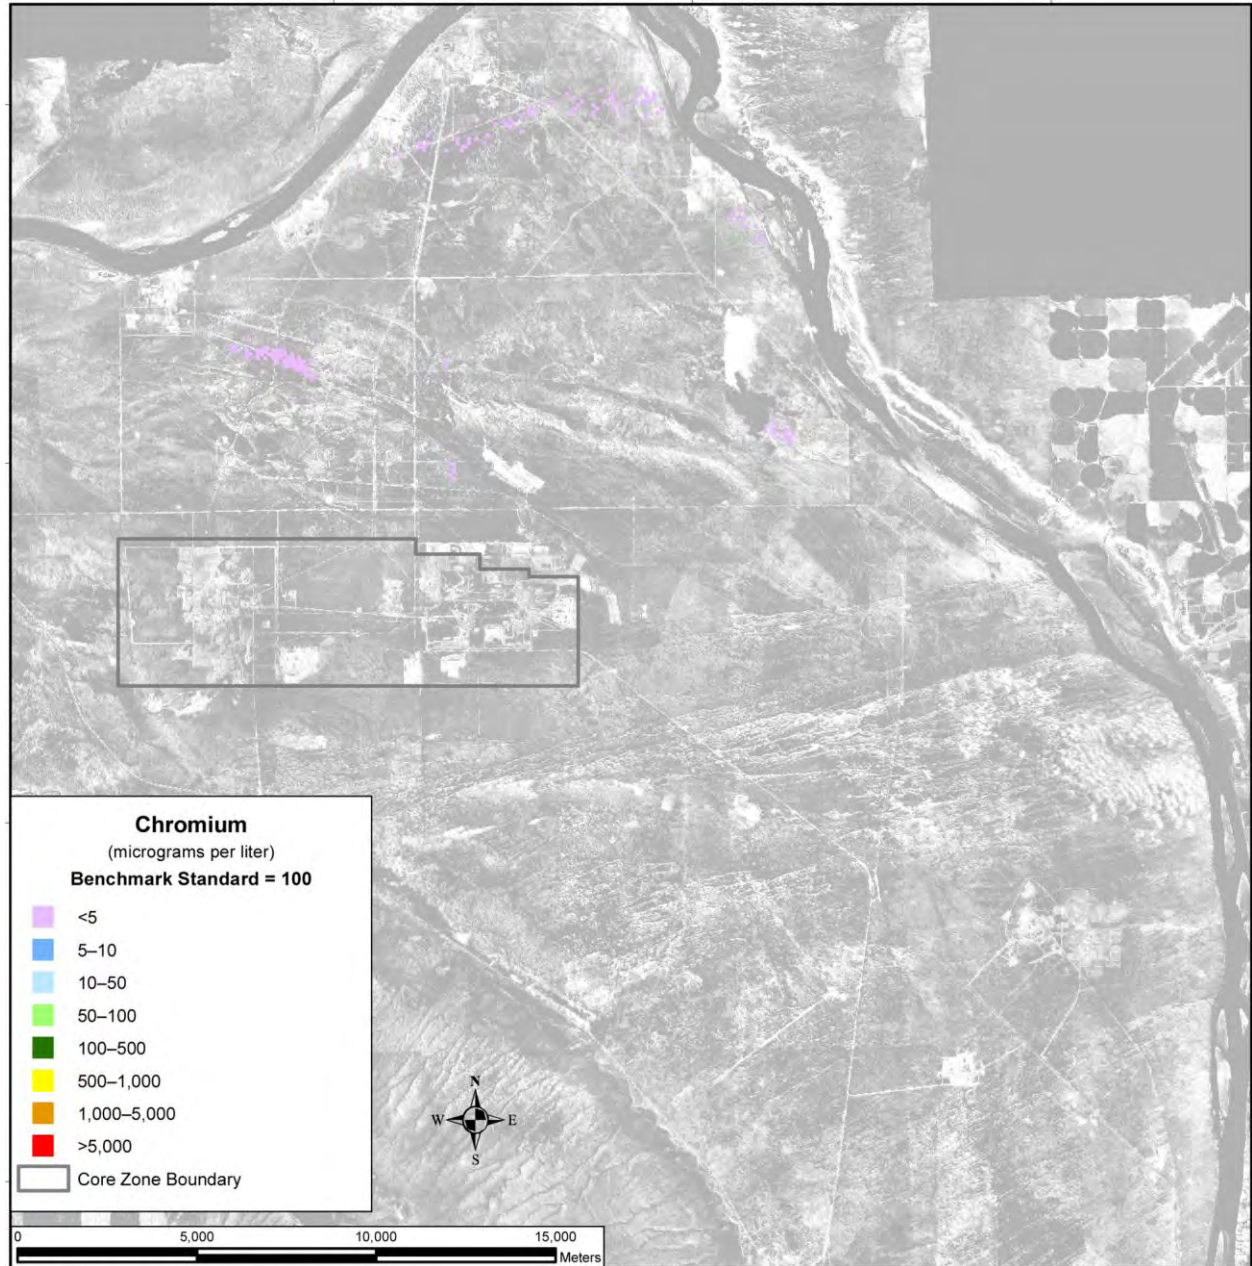 Chromium
(micrograms per liter)
Benchmark Standard = 100
<5
5–10
10–50
50–100
100–500
500–1,000
1,000–5,000
>5,000
Core Zone Boundary
N
W E
S
0 5,000 10,000 15,000
Meters